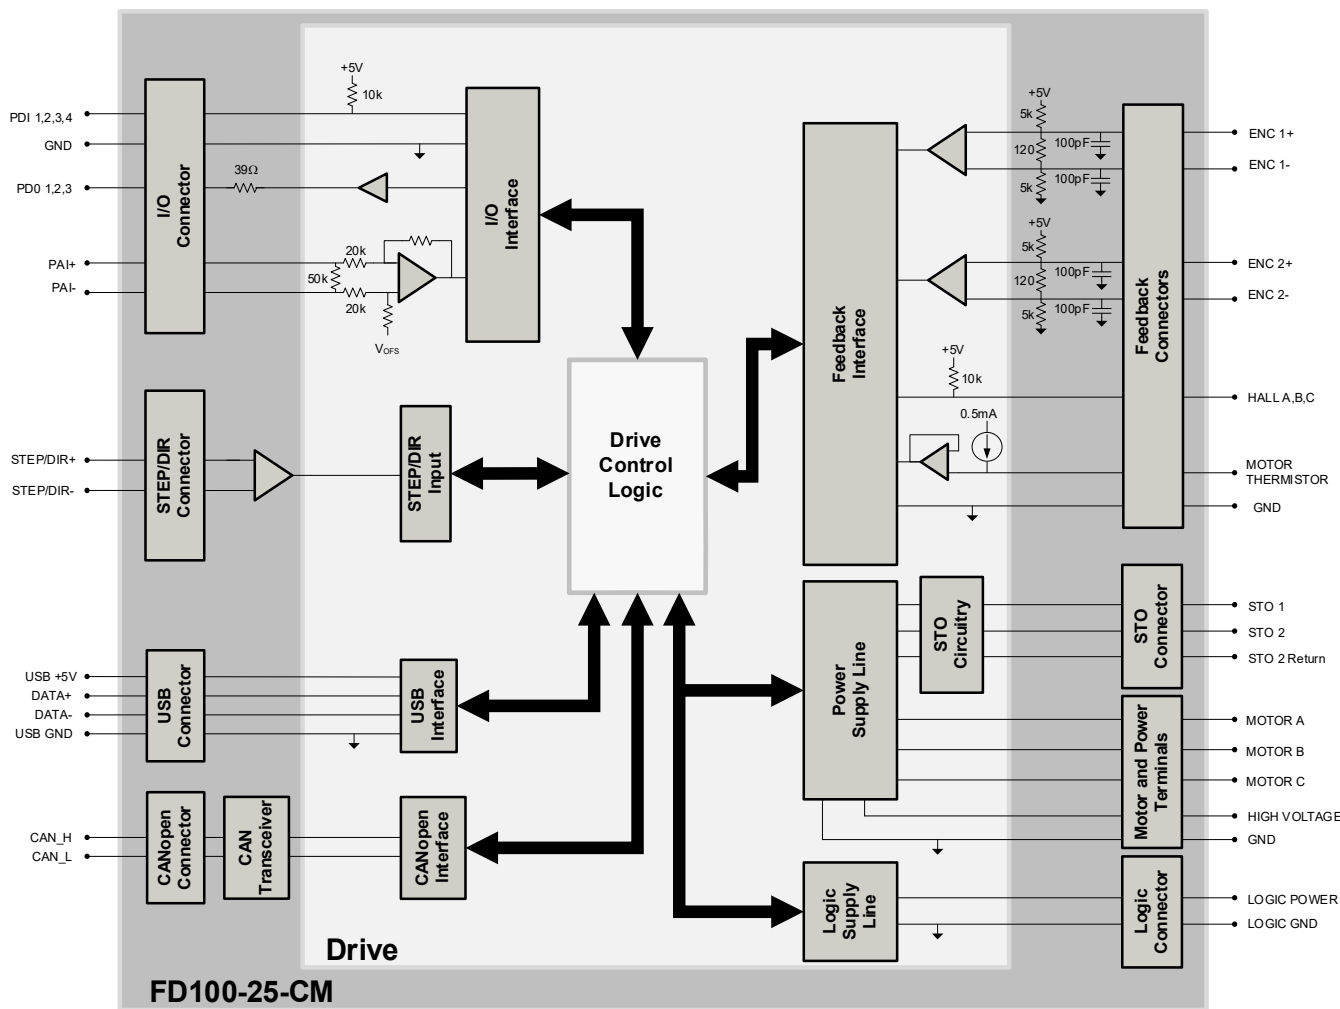 PDI 1,2,3,4
GND
PD0 1,2,3
PAI+
PAI-
I/O
Connector
+5V
10k
39Ω
20k
50k
20k
VOFS
I/O
Interface
STEP/DIR+
STEP/DIR-
STEP/DIR
Connector
STEP/DIR
Input
USB +5V
DATA+
DATA-
USB GND
USB
Connector
USB
Interface
CAN_H
CAN_L
CANopen
Connector
CAN
Transceiver
CANopen
Interface
Drive
Control
Logic
Feedback
Interface
+5V
5k
120
5k
100pF
100pF
+5V
5k
120
5k
100pF
100pF
+5V
10k
0.5mA
Feedback
Connectors
ENC 1+
ENC 1-
ENC 2+
ENC 2-
HALL A,B,C
MOTOR
THERMISTOR
GND
Power
Supply Line
STO
Circuitry
STO
Connector
STO 1
STO 2
STO 2 Return
Motor and Power
Terminals
MOTOR A
MOTOR B
MOTOR C
HIGH VOLTAGE
GND
Logic
Supply
Line
Logic
Connector
LOGIC POWER
LOGIC GND
Drive
FD100-25-CM